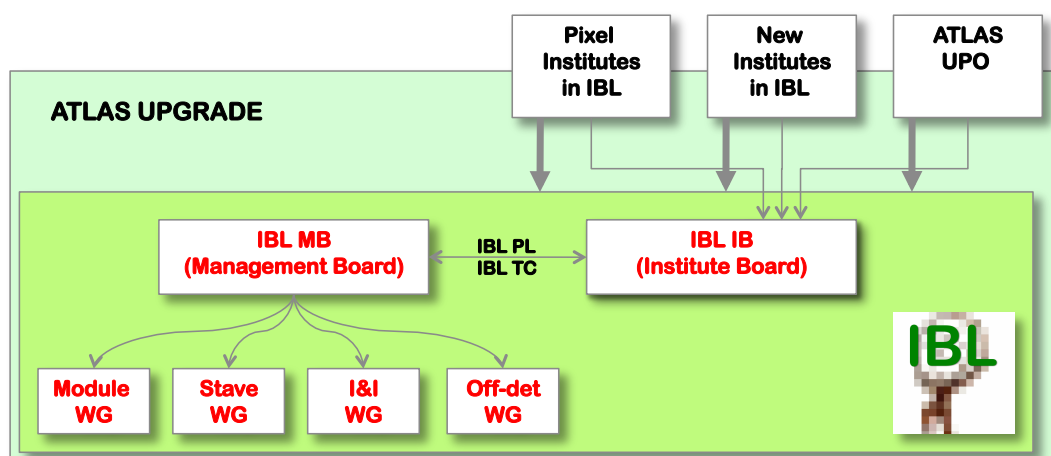 Pixel
Institutes
in IBL
New
Institutes
in IBL
ATLAS
UPO
ATLAS UPGRADE
IBL MB
(Management Board)
IBL PL
IBL TC
IBL IB
(Institute Board)
IBL
Module
WG
Stave
WG
I&I
WG
Off-det
WG